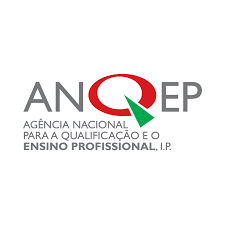 ANQEP
AGÊNCIA NACIONAL
PARA A QUALIFICAÇÃO E O
ENSINO PROFISSIONAL, I.P.